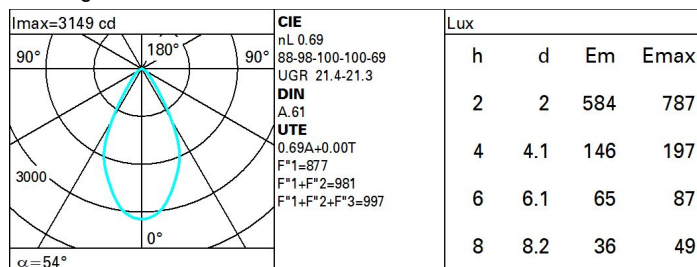 Imax=3149 cd
90°
180°
90°
3000
0°
α=54°
CIE
nL 0.69
88-98-100-100-69
UGR 21.4-21.3
DIN
A.61
UTE
0.69A+0.00T
F"1=877
F"1+F"2=981
F"1+F"2+F"3=997
Lux
h d Em Emax
2 2 584 787
4 4.1 146 197
6 6.1 65 87
8 8.2 36 49